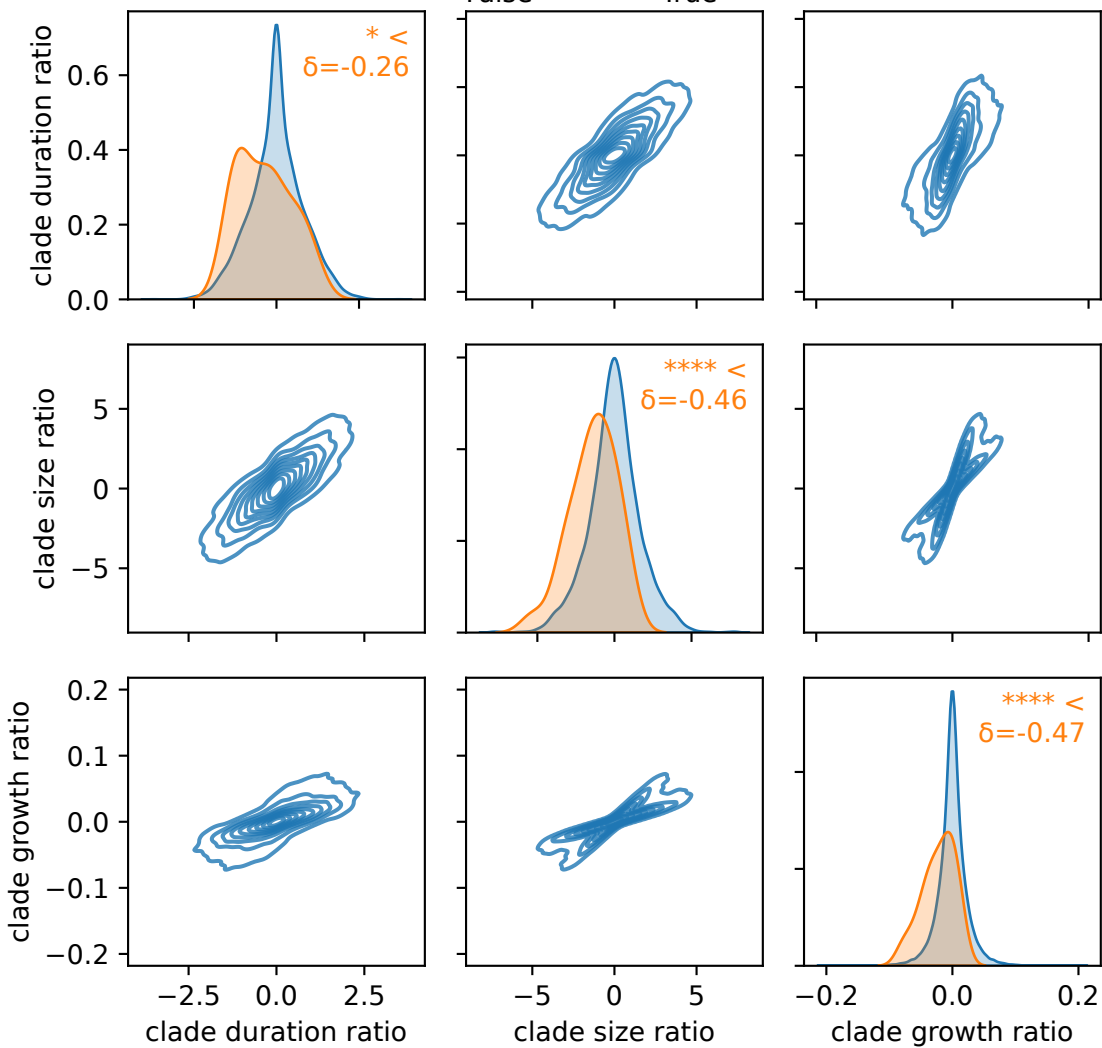 clade duration ratio
0.6
0.4
0.2
0.0
* <
δ=-0.26
clade size ratio
5
0
−5
**** <
δ=-0.46
clade growth ratio
0.2
0.1
0.0
−0.1
−0.2
**** <
δ=-0.47
−2.5 0.0 2.5
−5 0 5
−0.2 0.0 0.2
clade duration ratio
clade size ratio
clade growth ratio